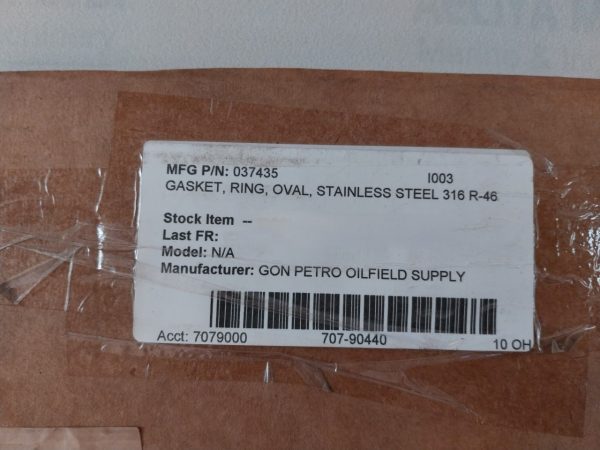 MFG P/N: 037435 I003
GASKET, RING, OVAL, STAINLESS STEEL 316 R-46
Stock Item --
Last FR:
Model: N/A
Manufacturer: GON PETRO OILFIELD SUPPLY
Acct: 7079000 707-90440 10 OH